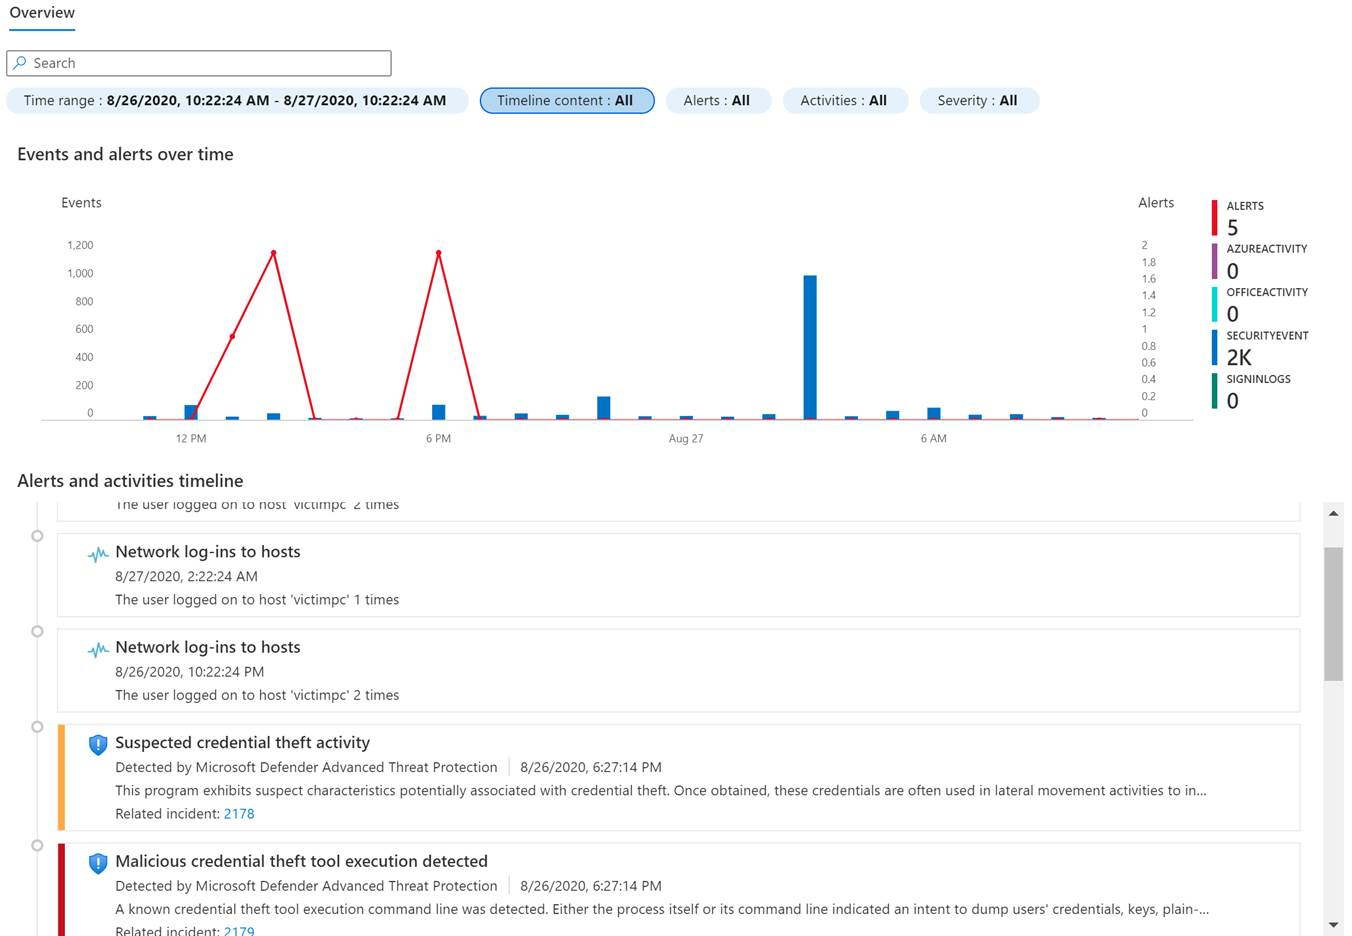 Overview
Search
Time range : 8/26/2020, 10:22:24 AM - 8/27/2020, 10:22:24 AM
Timeline content : All
Alerts : All
Activities : All
Severity : All
Events and alerts over time
Events
Alerts
1,200
1,000
800
600
400
200
0
2
1.8
1.6
1.4
1.2
1
0.8
0.6
0.4
0.2
0
12 PM
6 PM
Aug 27
6 AM
ALERTS
5
AZUREACTIVITY
0
OFFICEACTIVITY
0
SECURITYEVENT
2K
SIGNINLOGS
0
Alerts and activities timeline
The user logged on to host 'victimpc' 2 times
Network log-ins to hosts
8/27/2020, 2:22:24 AM
The user logged on to host 'victimpc' 1 times
Network log-ins to hosts
8/26/2020, 10:22:24 PM
The user logged on to host 'victimpc' 2 times
Suspected credential theft activity
Detected by Microsoft Defender Advanced Threat Protection 8/26/2020, 6:27:14 PM
This program exhibits suspect characteristics potentially associated with credential theft. Once obtained, these credentials are often used in lateral movement activities to in...
Related incident: 2178
Malicious credential theft tool execution detected
Detected by Microsoft Defender Advanced Threat Protection 8/26/2020, 6:27:14 PM
A known credential theft tool execution command line was detected. Either the process itself or its command line indicated an intent to dump users' credentials, keys, plain-...
Related incident: 2179